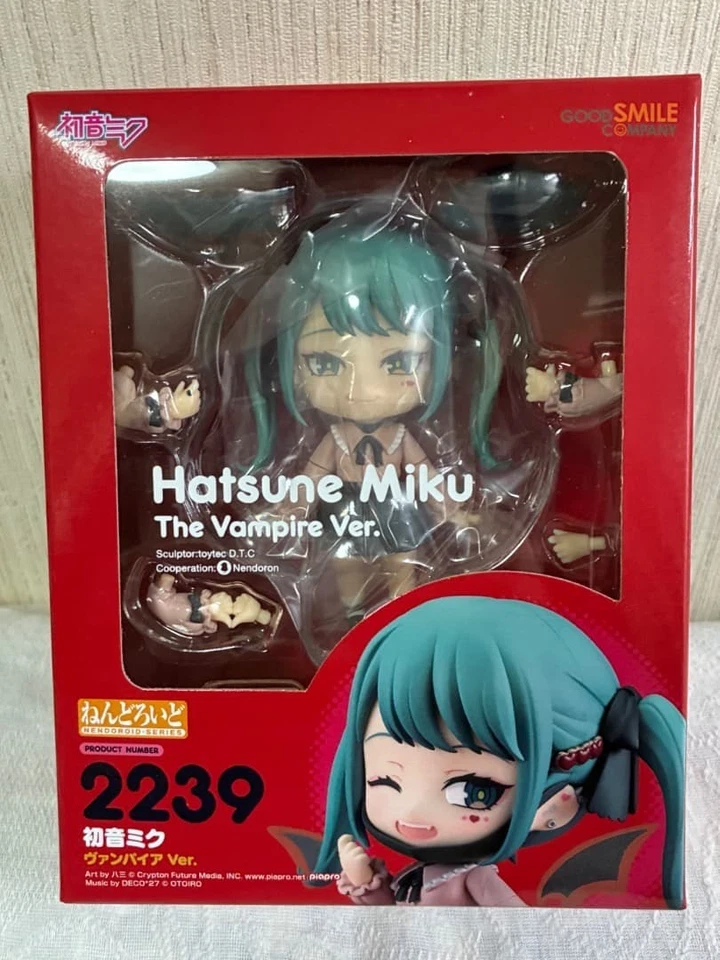 初音ミク
GOOD SMILE
COMPANY
Hatsune Miku
The Vampire Ver.
Sculptor:toytec D.T.C
Cooperation: Nendoron
ねんどろいど
NENDOROID-SERIES
PRODUCT NUMBER
2239
初音ミク
ヴァンパイア Ver.
Art by 八三 © Crypton Future Media, INC. www.piapro.net piapro
Music by DECO*27 © OTOIRO